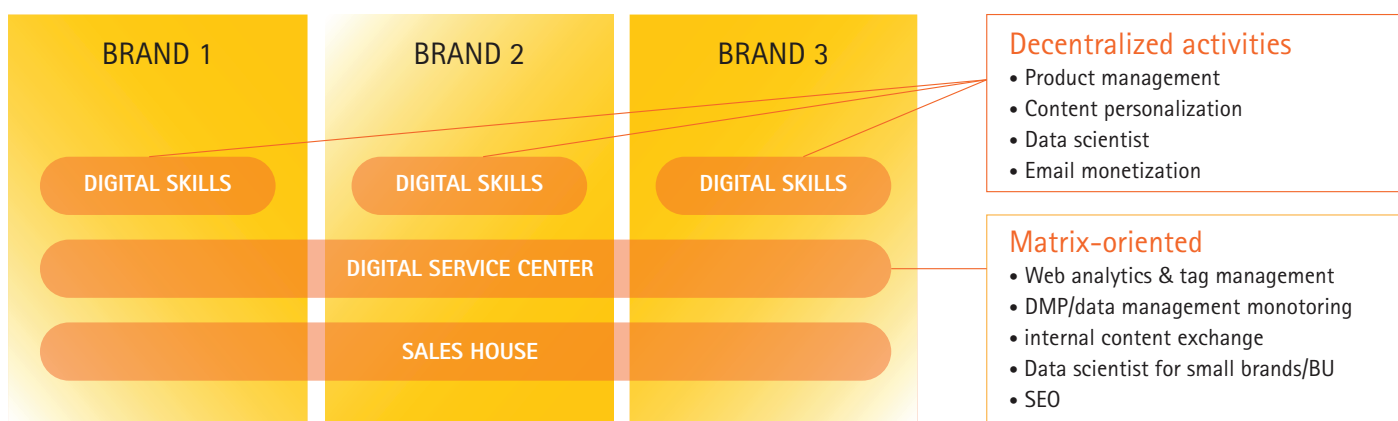 BRAND 1
BRAND 2
BRAND 3
DIGITAL SKILLS
DIGITAL SKILLS
DIGITAL SKILLS
DIGITAL SERVICE CENTER
SALES HOUSE
Decentralized activities
• Product management
• Content personalization
• Data scientist
• Email monetization
Matrix-oriented
• Web analytics & tag management
• DMP/data management monotoring
• internal content exchange
• Data scientist for small brands/BU
• SEO